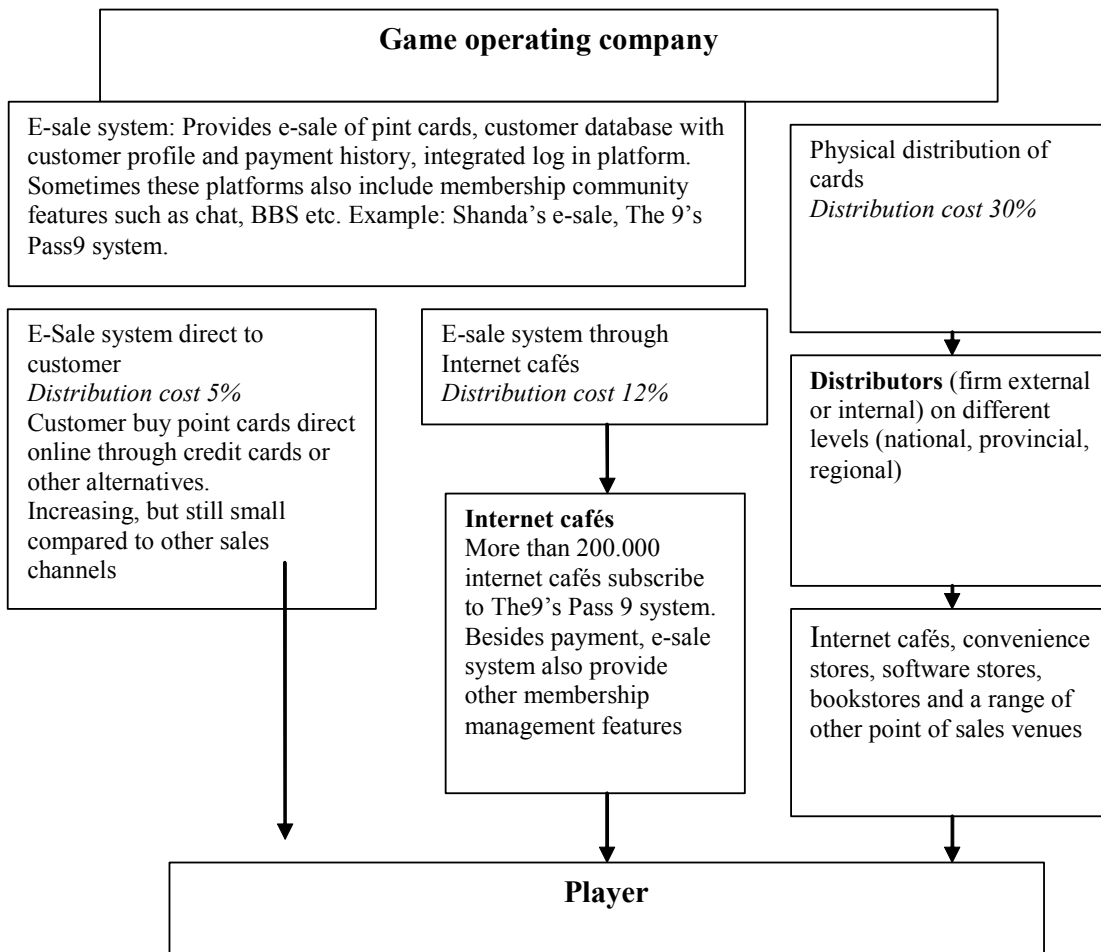 Game operating company
E-sale system: Provides e-sale of pint cards, customer database with
customer profile and payment history, integrated log in platform.
Sometimes these platforms also include membership community
features such as chat, BBS etc. Example: Shanda’s e-sale, The 9’s
Pass9 system.
Physical distribution of
cards
Distribution cost 30%
E-Sale system direct to
customer
Distribution cost 5%
Customer buy point cards direct
online through credit cards or
other alternatives.
Increasing, but still small
compared to other sales
channels
E-sale system through
Internet cafés
Distribution cost 12%
Distributors (firm external
or internal) on different
levels (national, provincial,
regional)
Internet cafés
More than 200.000
internet cafés subscribe
to The9’s Pass 9 system.
Besides payment, e-sale
system also provide
other membership
management features
Internet cafés, convenience
stores, software stores,
bookstores and a range of
other point of sales venues
Player